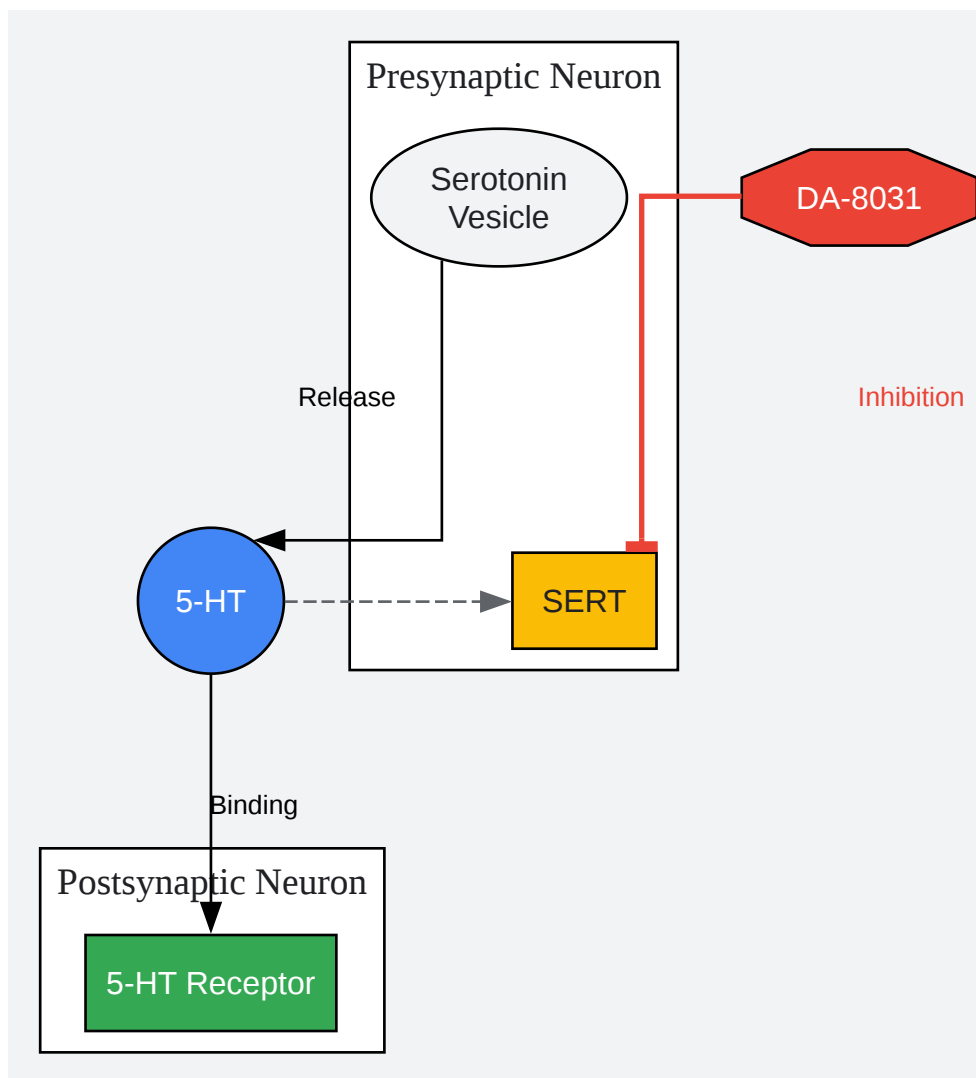 Presynaptic Neuron
Serotonin
Vesicle
DA-8031
Release
Inhibition
5-HT
SERT
Binding
Postsynaptic Neuron
5-HT Receptor